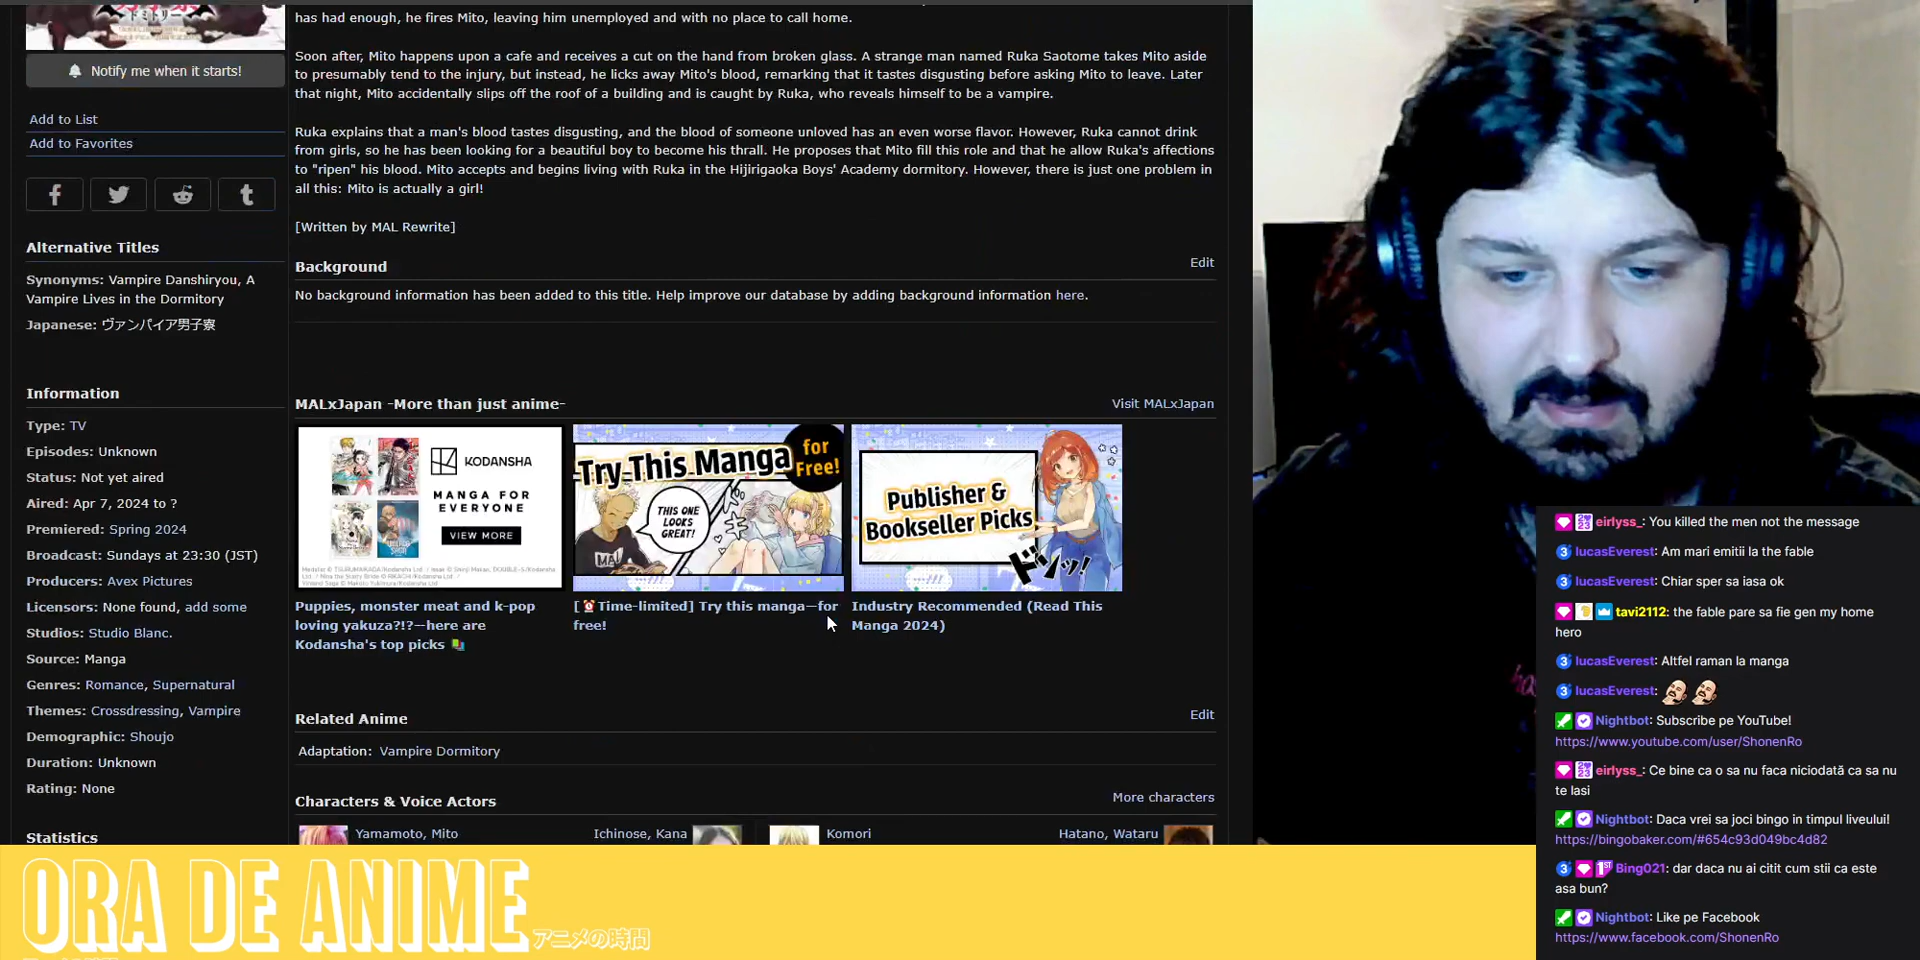 has had enough, he fires Mito, leaving him unemployed and with no place to call home.
Soon after, Mito happens upon a cafe and receives a cut on the hand from broken glass. A strange man named Ruka Saotome takes Mito aside
to presumably tend to the injury, but instead, he licks away Mito's blood, remarking that it tastes disgusting before asking Mito to leave. Later
that night, Mito accidentally slips off the roof of a building and is caught by Ruka, who reveals himself to be a vampire.
Ruka explains that a man's blood tastes disgusting, and the blood of someone unloved has an even worse flavor. However, Ruka cannot drink
from girls, so he has been looking for a beautiful boy to become his thrall. He proposes that Mito fill this role and that he allow Ruka's affections
to "ripen" his blood. Mito accepts and begins living with Ruka in the Hijirigaoka Boys' Academy dormitory. However, there is just one problem in
all this: Mito is actually a girl!
[Written by MAL Rewrite]
Background
Edit
No background information has been added to this title. Help improve our database by adding background information here.
MALxJapan -More than just anime-
Visit MALxJapan
KODANSHA
MANGA FOR
EVERYONE
VIEW MORE
Try This Manga
for
Free!
THIS ONE
LOOKS
GREAT!
MAL
Publisher &
Bookseller Picks
ドンッ!
Puppies, monster meat and k-pop
loving yakuza?!?—here are
Kodansha's top picks
[⏰Time-limited] Try this manga—for
free!
Industry Recommended (Read This
Manga 2024)
Related Anime
Edit
Adaptation: Vampire Dormitory
Characters & Voice Actors
More characters
Yamamoto, Mito
Ichinose, Kana
Komori
Hatano, Wataru
ドミトリー
Notify me when it starts!
Add to List
Add to Favorites
Alternative Titles
Synonyms: Vampire Danshiryou, A
Vampire Lives in the Dormitory
Japanese: ヴァンパイア男子寮
Information
Type: TV
Episodes: Unknown
Status: Not yet aired
Aired: Apr 7, 2024 to ?
Premiered: Spring 2024
Broadcast: Sundays at 23:30 (JST)
Producers: Avex Pictures
Licensors: None found, add some
Studios: Studio Blanc.
Source: Manga
Genres: Romance, Supernatural
Themes: Crossdressing, Vampire
Demographic: Shoujo
Duration: Unknown
Rating: None
Statistics
eirlyss_: You killed the men not the message
lucasEverest: Am mari emitii la the fable
lucasEverest: Chiar sper sa iasa ok
tavi2112: the fable pare sa fie gen my home
hero
lucasEverest: Altfel raman la manga
lucasEverest:
Nightbot: Subscribe pe YouTube!
https://www.youtube.com/user/ShonenRo
eirlyss_: Ce bine ca o sa nu faca niciodată ca sa nu
te lasi
Nightbot: Daca vrei sa joci bingo in timpul liveului!
https://bingobaker.com/#654c93d049bc4d82
Bing021: dar daca nu ai citit cum stii ca este
asa bun?
Nightbot: Like pe Facebook
https://www.facebook.com/ShonenRo
ORA DE ANIME
アニメの時間